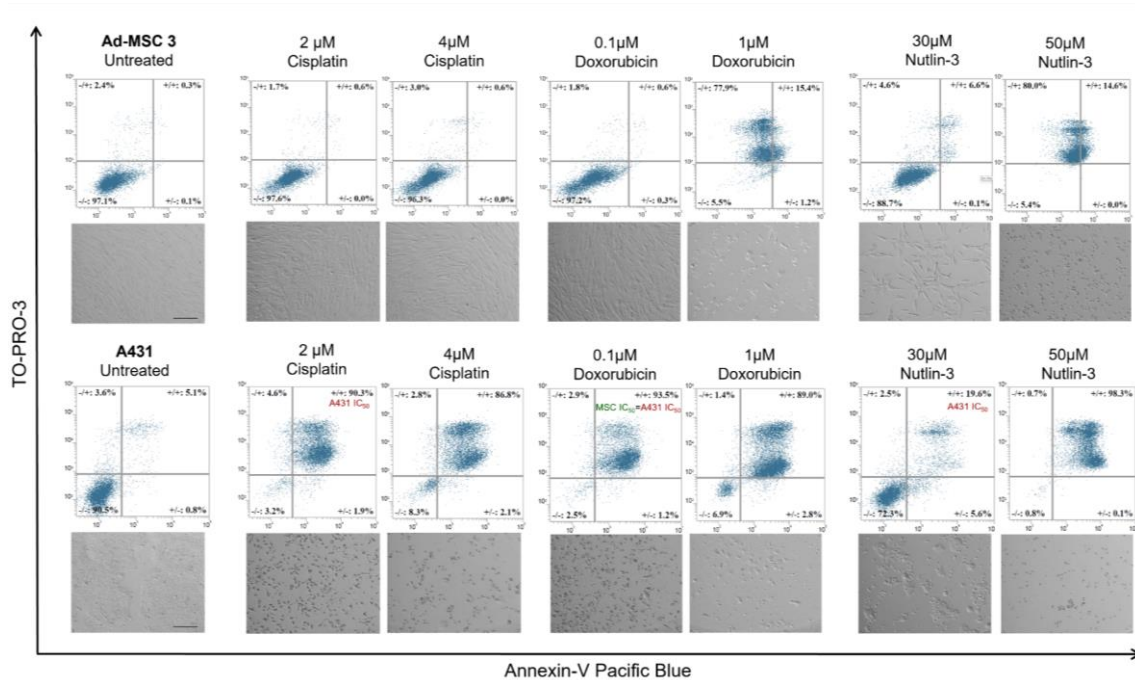 Ad-MSC 3
Untreated
2 µM
Cisplatin
4µM
Cisplatin
0.1µM
Doxorubicin
1µM
Doxorubicin
30µM
Nutlin-3
50µM
Nutlin-3
-/+: 2.4% +/+: 0.3%
-/-: 97.1% +/-: 0.1%
-/+: 1.7% +/+: 0.6%
-/-: 97.6% +/-: 0.0%
-/+: 3.0% +/+: 0.6%
-/-: 96.3% +/-: 0.0%
-/+: 1.8% +/+: 0.6%
-/-: 97.2% +/-: 0.3%
-/+: 77.9% +/+: 15.4%
-/-: 5.5% +/-: 1.2%
-/+: 4.6% +/+: 6.6%
-/-: 88.7% +/-: 0.1%
-/+: 80.0% +/+: 14.6%
-/-: 5.4% +/-: 0.0%
TO-PRO-3
A431
Untreated
2 µM
Cisplatin
4µM
Cisplatin
0.1µM
Doxorubicin
1µM
Doxorubicin
30µM
Nutlin-3
50µM
Nutlin-3
-/+: 3.6% +/+: 5.1%
-/-: 90.5% +/-: 0.8%
-/+: 4.6% +/+: 90.3%
A431 IC50
-/-: 3.2% +/-: 1.9%
-/+: 2.8% +/+: 86.8%
-/-: 8.3% +/-: 2.1%
-/+: 2.9% +/+: 93.5%
MSC IC50=A431 IC50
-/-: 2.5% +/-: 1.2%
-/+: 1.4% +/+: 89.0%
-/-: 6.9% +/-: 2.8%
-/+: 2.5% +/+: 19.6%
A431 IC50
-/-: 72.3% +/-: 5.6%
-/+: 0.7% +/+: 98.3%
-/-: 0.8% +/-: 0.1%
Annexin-V Pacific Blue